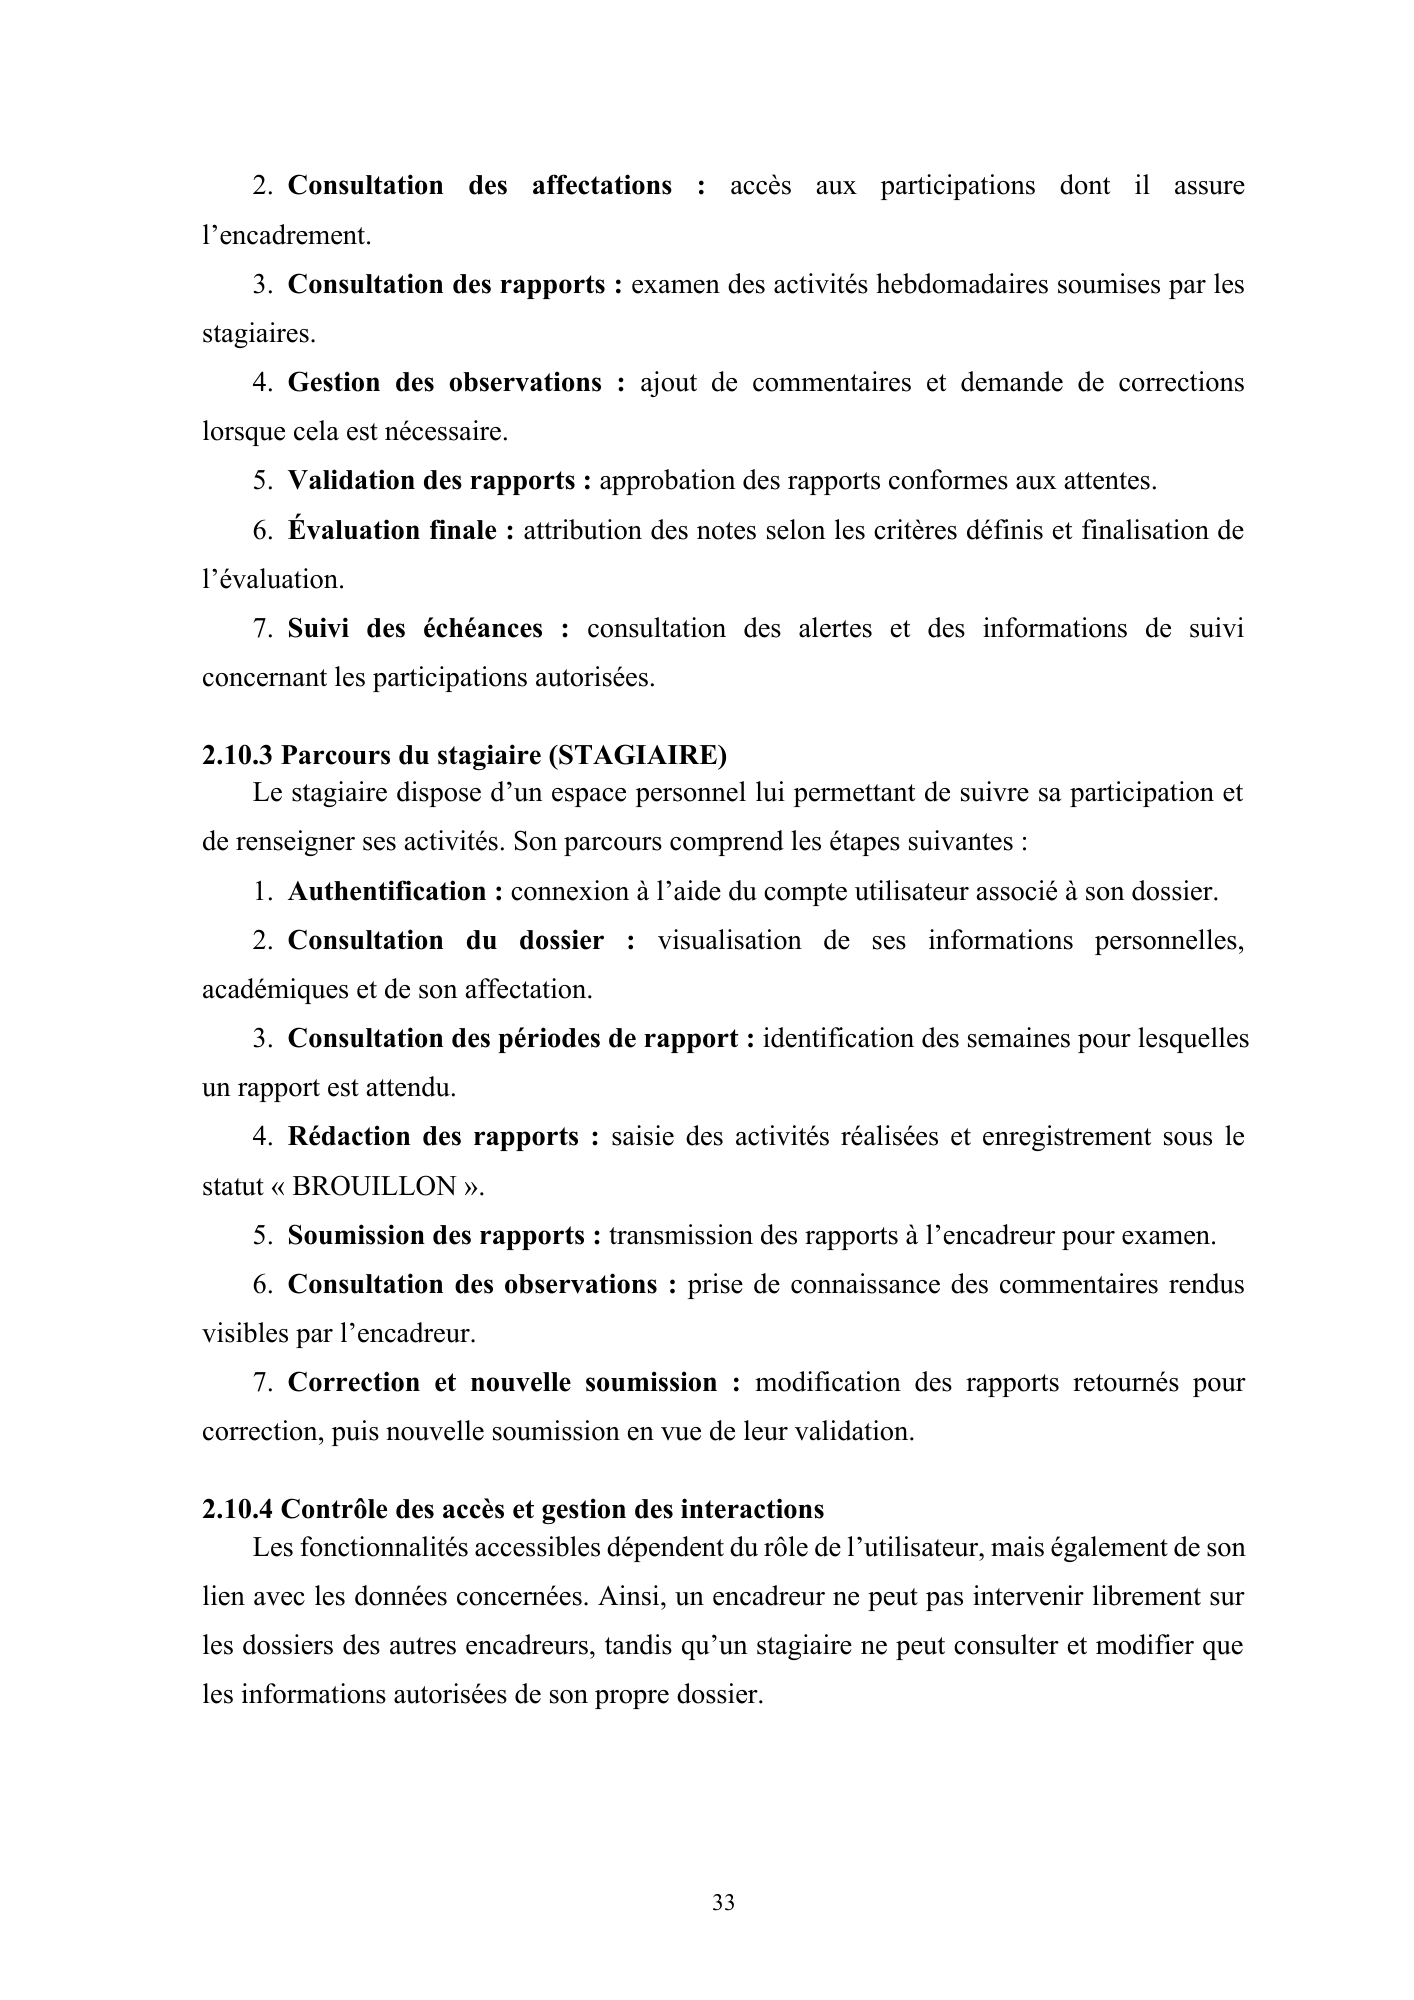 2. Consultation des affectations : accès aux participations dont il assure
l’encadrement.
3. Consultation des rapports : examen des activités hebdomadaires soumises par les
stagiaires.
4. Gestion des observations : ajout de commentaires et demande de corrections
lorsque cela est nécessaire.
5. Validation des rapports : approbation des rapports conformes aux attentes.
6. Évaluation finale : attribution des notes selon les critères définis et finalisation de
l’évaluation.
7. Suivi des échéances : consultation des alertes et des informations de suivi
concernant les participations autorisées.
2.10.3 Parcours du stagiaire (STAGIAIRE)
Le stagiaire dispose d’un espace personnel lui permettant de suivre sa participation et
de renseigner ses activités. Son parcours comprend les étapes suivantes :
1. Authentification : connexion à l’aide du compte utilisateur associé à son dossier.
2. Consultation du dossier : visualisation de ses informations personnelles,
académiques et de son affectation.
3. Consultation des périodes de rapport : identification des semaines pour lesquelles
un rapport est attendu.
4. Rédaction des rapports : saisie des activités réalisées et enregistrement sous le
statut « BROUILLON ».
5. Soumission des rapports : transmission des rapports à l’encadreur pour examen.
6. Consultation des observations : prise de connaissance des commentaires rendus
visibles par l’encadreur.
7. Correction et nouvelle soumission : modification des rapports retournés pour
correction, puis nouvelle soumission en vue de leur validation.
2.10.4 Contrôle des accès et gestion des interactions
Les fonctionnalités accessibles dépendent du rôle de l’utilisateur, mais également de son
lien avec les données concernées. Ainsi, un encadreur ne peut pas intervenir librement sur
les dossiers des autres encadreurs, tandis qu’un stagiaire ne peut consulter et modifier que
les informations autorisées de son propre dossier.
33